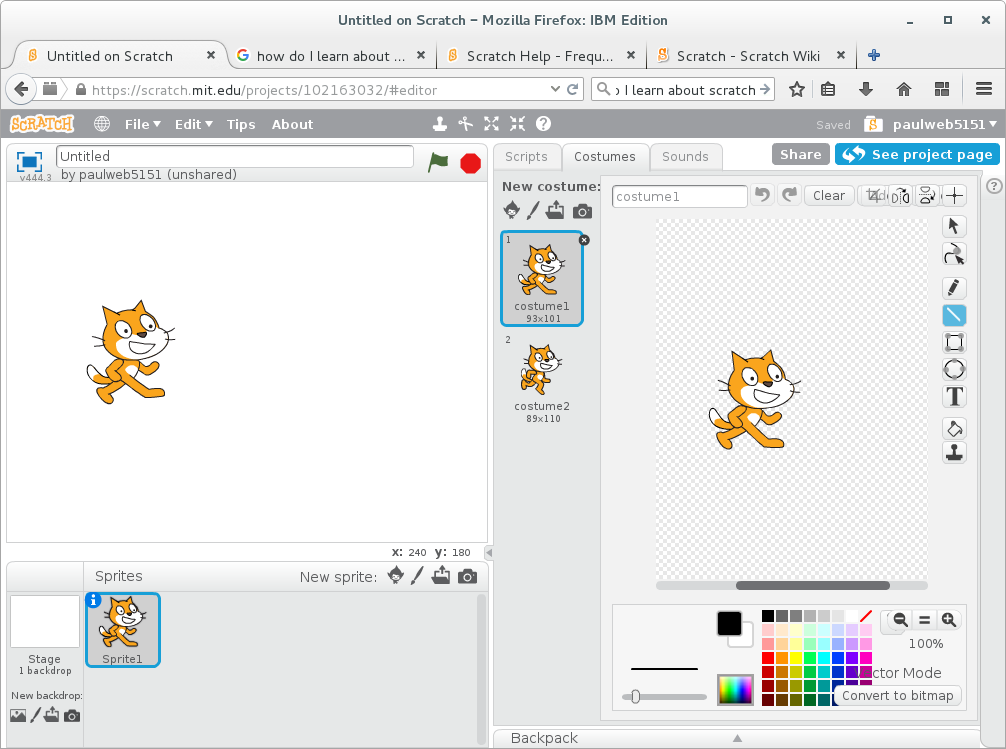 Untitled on Scratch – Mozilla Firefox: IBM Edition
Untitled on Scratch
how do I learn about ...
Scratch Help - Frequ...
Scratch - Scratch Wiki
https://scratch.mit.edu/projects/102163032/#editor
I learn about scratch
SCRATCH
File
Edit
Tips
About
Saved
paulweb5151
Untitled
by paulweb5151 (unshared)
v444.3
Scripts
Costumes
Sounds
Share
See project page
New costume:
costume1
Clear
1
costume1
93x101
2
costume2
89x110
T
x: 240 y: 180
Sprites
New sprite:
Stage
1 backdrop
Sprite1
New backdrop:
100%
Convert to bitmap
Backpack